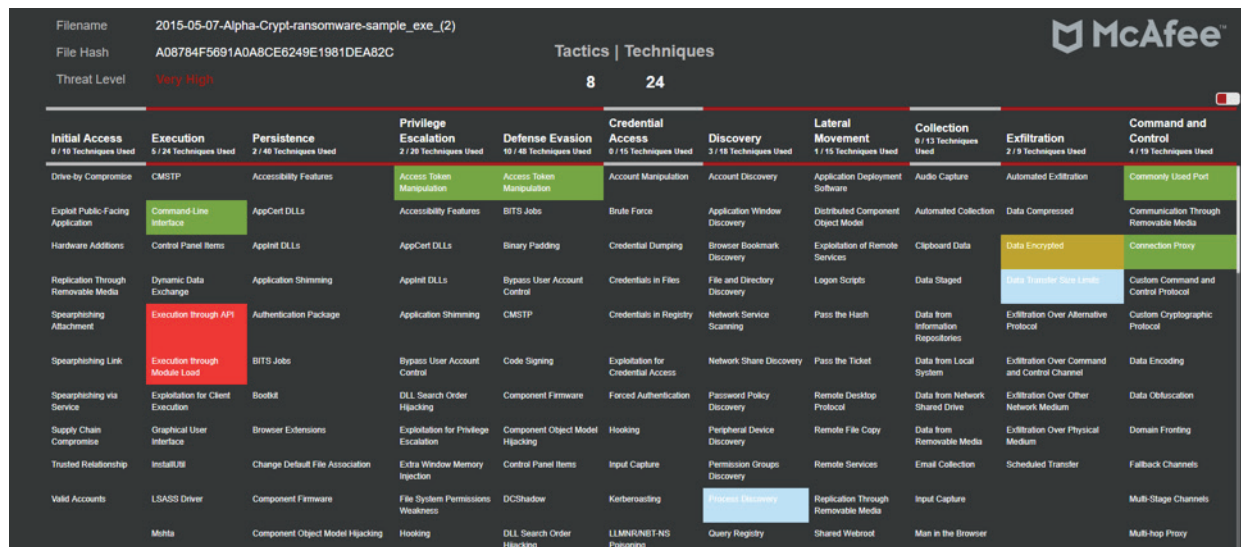 Filename 2015-05-07-Alpha-Crypt-ransomware-sample_exe_(2)
File Hash A08784F5691A0A8CE6249E1981DEA82C
Threat Level Very High
Tactics | Techniques
8 24
McAfee™
Initial Access
0 / 10 Techniques Used
Execution
5 / 24 Techniques Used
Persistence
2 / 40 Techniques Used
Privilege
Escalation
2 / 20 Techniques Used
Defense Evasion
10 / 48 Techniques Used
Credential
Access
0 / 15 Techniques Used
Discovery
3 / 18 Techniques Used
Lateral
Movement
1 / 15 Techniques Used
Collection
0 / 13 Techniques
Used
Exfiltration
2 / 9 Techniques Used
Command and
Control
4 / 19 Techniques Used
Drive-by Compromise
Exploit Public-Facing
Application
Hardware Additions
Replication Through
Removable Media
Spearphishing
Attachment
Spearphishing Link
Spearphishing via
Service
Supply Chain
Compromise
Trusted Relationship
Valid Accounts
CMSTP
Command-Line
Interface
Control Panel Items
Dynamic Data
Exchange
Execution through API
Execution through
Module Load
Exploitation for Client
Execution
Graphical User
Interface
InstallUtil
LSASS Driver
Mshta
Accessibility Features
AppCert DLLs
AppInit DLLs
Application Shimming
Authentication Package
BITS Jobs
Bootkit
Browser Extensions
Change Default File Association
Component Firmware
Component Object Model Hijacking
Access Token
Manipulation
Accessibility Features
AppCert DLLs
AppInit DLLs
Application Shimming
Bypass User Account
Control
DLL Search Order
Hijacking
Exploitation for Privilege
Escalation
Extra Window Memory
Injection
File System Permissions
Weakness
Hooking
Access Token
Manipulation
BITS Jobs
Binary Padding
Bypass User Account
Control
CMSTP
Code Signing
Component Firmware
Component Object Model
Hijacking
Control Panel Items
DCShadow
DLL Search Order
Hijacking
Account Manipulation
Brute Force
Credential Dumping
Credentials in Files
Credentials in Registry
Exploitation for
Credential Access
Forced Authentication
Hooking
Input Capture
Kerberoasting
LLMNR/NBT-NS
Poisoning
Account Discovery
Application Window
Discovery
Browser Bookmark
Discovery
File and Directory
Discovery
Network Service
Scanning
Network Share Discovery
Password Policy
Discovery
Peripheral Device
Discovery
Permission Groups
Discovery
Process Discovery
Query Registry
Application Deployment
Software
Distributed Component
Object Model
Exploitation of Remote
Services
Logon Scripts
Pass the Hash
Pass the Ticket
Remote Desktop
Protocol
Remote File Copy
Remote Services
Replication Through
Removable Media
Shared Webroot
Audio Capture
Automated Collection
Clipboard Data
Data Staged
Data from
Information
Repositories
Data from Local
System
Data from Network
Shared Drive
Data from
Removable Media
Email Collection
Input Capture
Man in the Browser
Automated Exfiltration
Data Compressed
Data Encrypted
Data Transfer Size Limits
Exfiltration Over Alternative
Protocol
Exfiltration Over Command
and Control Channel
Exfiltration Over Other
Network Medium
Exfiltration Over Physical
Medium
Scheduled Transfer
Commonly Used Port
Communication Through
Removable Media
Connection Proxy
Custom Command and
Control Protocol
Custom Cryptographic
Protocol
Data Encoding
Data Obfuscation
Domain Fronting
Fallback Channels
Multi-Stage Channels
Multi-hop Proxy